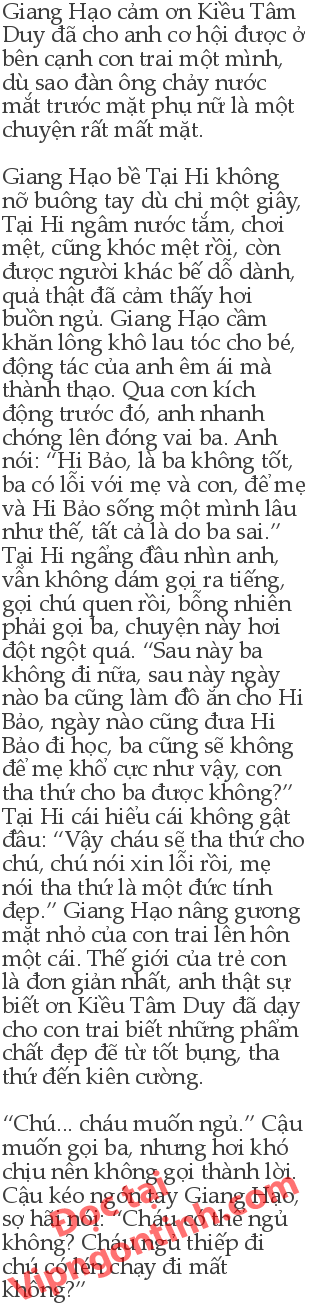 Giang Hạo cảm ơn Kiều Tâm
Duy đã cho anh cơ hội được ở
bên cạnh con trai một mình,
dù sao đàn ông chảy nước
mắt trước mặt phụ nữ là một
chuyện rất mất mặt.

Giang Hạo bề Tại Hi không
nỡ buông tay dù chỉ một giây,
Tại Hi ngâm nước tắm, chơi
mệt, cũng khóc mệt rồi, còn
được người khác bế dỗ dành,
quả thật đã cảm thấy hơi
buồn ngủ. Giang Hạo cầm
khăn lông khô lau tóc cho bé,
động tác của anh êm ái mà
thành thạo. Qua cơn kích
động trước đó, anh nhanh
chóng lên đóng vai ba. Anh
nói: “Hi Bảo, là ba không tốt,
ba có lỗi với mẹ và con, để mẹ
và Hi Bảo sống một mình lâu
như thế, tất cả là do ba sai.”
Tại Hi ngẩng đầu nhìn anh,
vẫn không dám gọi ra tiếng,
gọi chú quen rồi, bỗng nhiên
phải gọi ba, chuyện này hơi
đột ngột quá. “Sau này ba
không đi nữa, sau này ngày
nào ba cũng làm đồ ăn cho Hi
Bảo, ngày nào cũng đưa Hi
Bảo đi học, ba cũng sẽ không
để mẹ khổ cực như vậy, con
tha thứ cho ba được không?”
Tại Hi cái hiểu cái không gật
đầu: “Vậy cháu sẽ tha thứ cho
chú, chú nói xin lỗi rồi, mẹ
nói tha thứ là một đức tính
đẹp.” Giang Hạo nâng gương
mặt nhỏ của con trai lên hôn
một cái. Thế giới của trẻ con
là đơn giản nhất, anh thật sự
biết ơn Kiều Tâm Duy đã dạy
cho con trai biết những phẩm
chất đẹp đẽ từ tốt bụng, tha
thứ đến kiên cường.

“Chú... cháu muốn ngủ.” Cậu
muốn gọi ba, nhưng hơi khó
chịu nên không gọi thành lời.
Cậu kéo ngón tay Giang Hạo,
sợ hãi nói: “Cháu có thể ngủ
không? Cháu ngủ thiếp đi
chú có lén chạy đi mất
không?”
Đọc tại
Vipngontinh.com